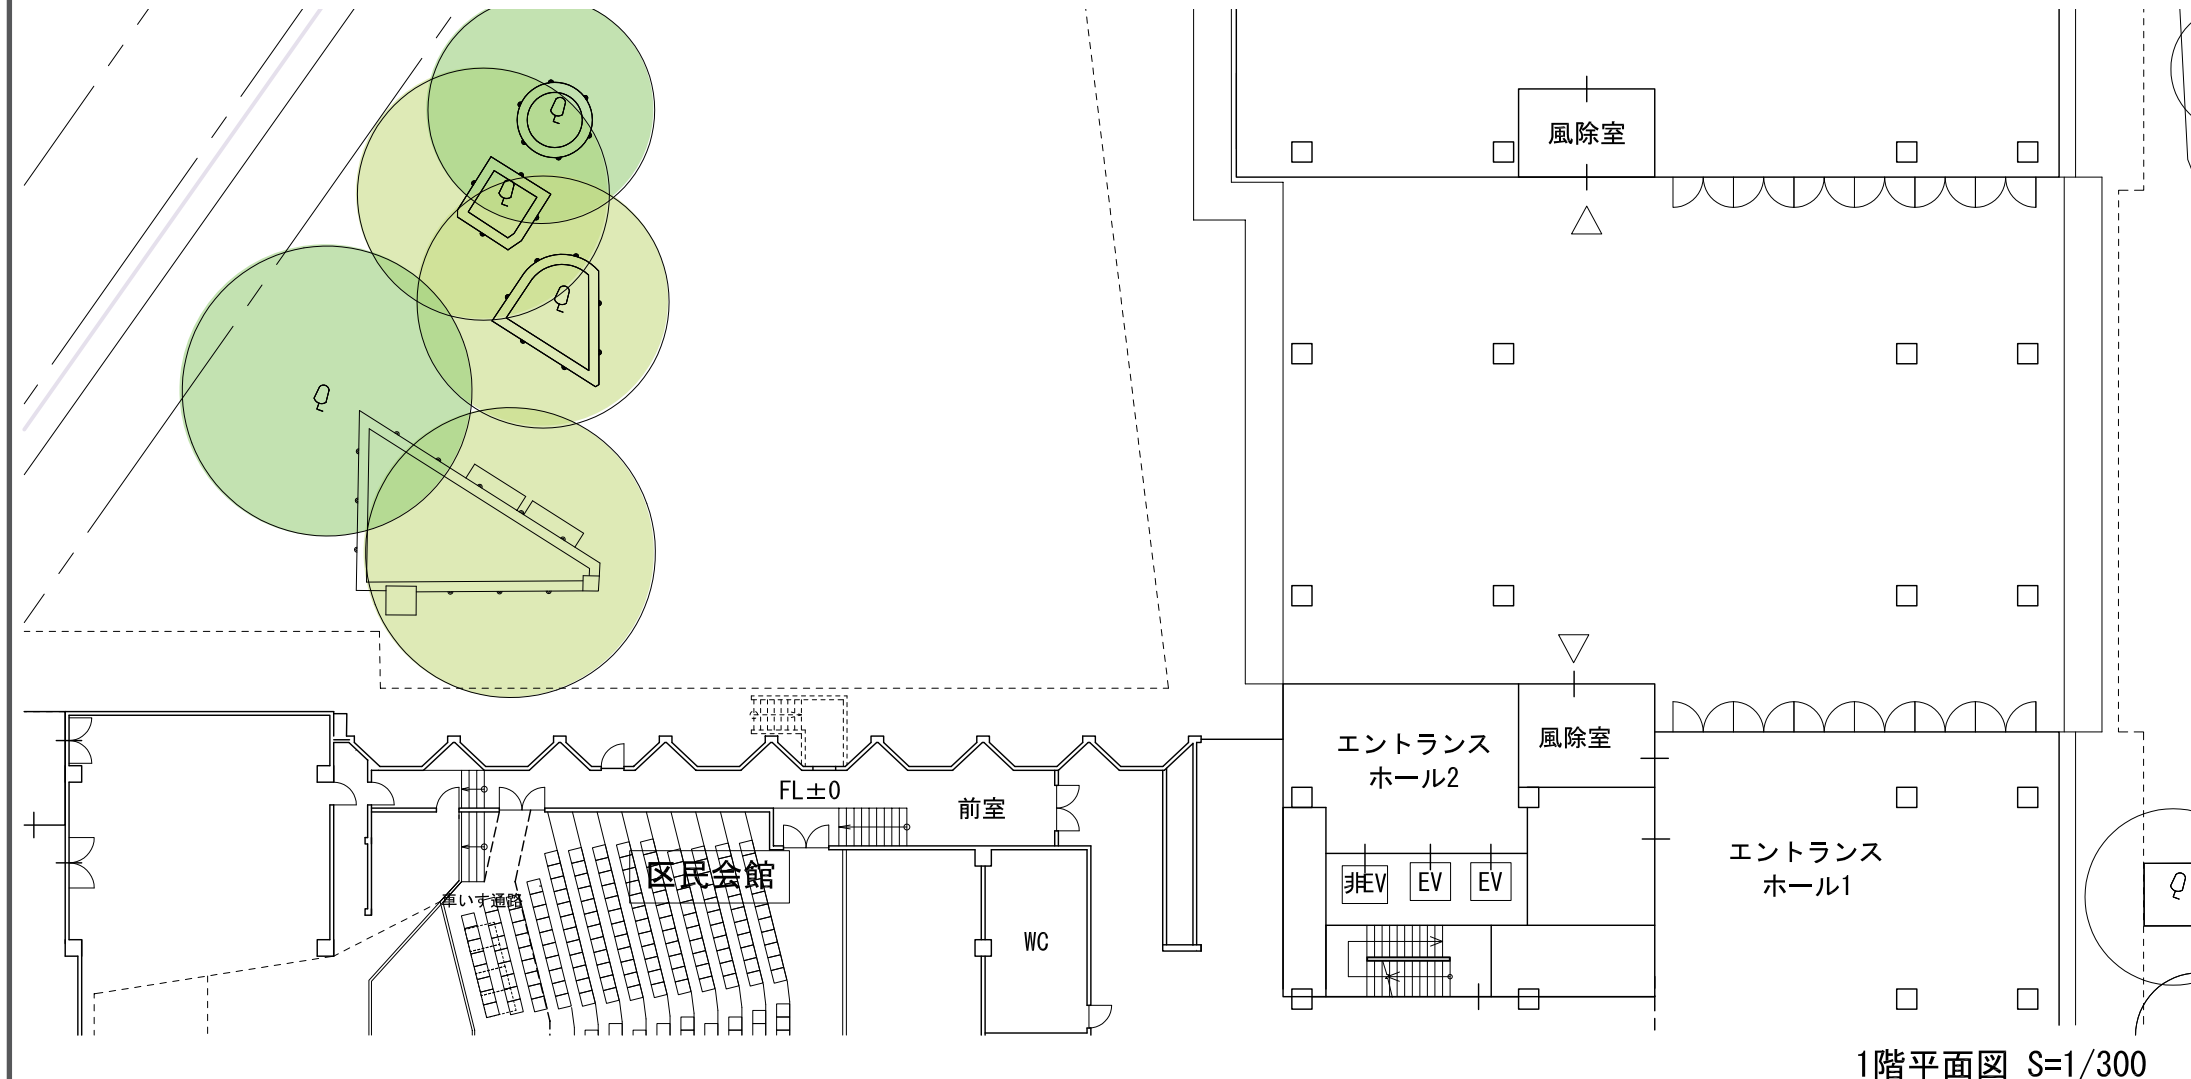 風除室
エントランス
ホール2
風除室
FL±0
前室
区民会館
車いす通路
非EV
EV
EV
エントランス
ホール1
WC
1階平面図 S=1/300